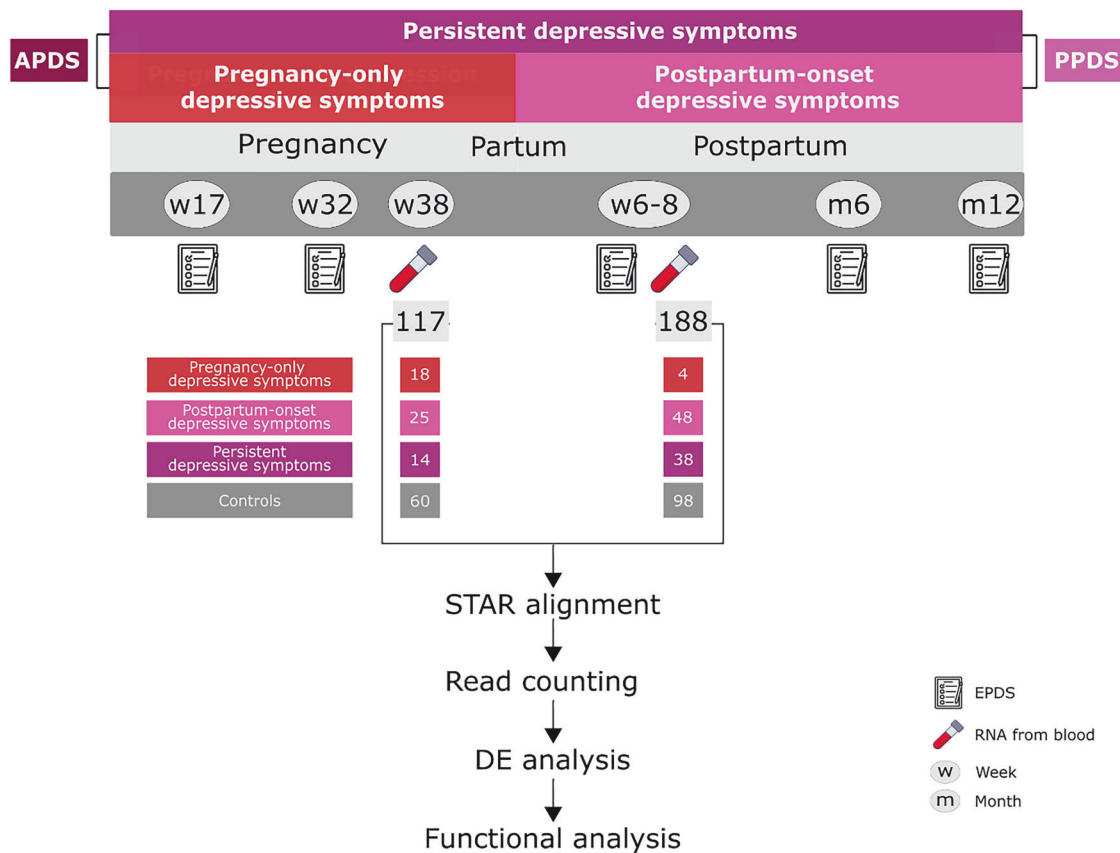 Persistent depressive symptoms
APDS
PPDS
Pregnancy-only
depressive symptoms
Postpartum-onset
depressive symptoms
Pregnancy
Partum
Postpartum
w17
w32
w38
w6-8
m6
m12
117
188
Pregnancy-only
depressive symptoms
18
4
Postpartum-onset
depressive symptoms
25
48
Persistent
depressive symptoms
14
38
Controls
60
98
STAR alignment
Read counting
DE analysis
Functional analysis
EPDS
RNA from blood
w
Week
m
Month